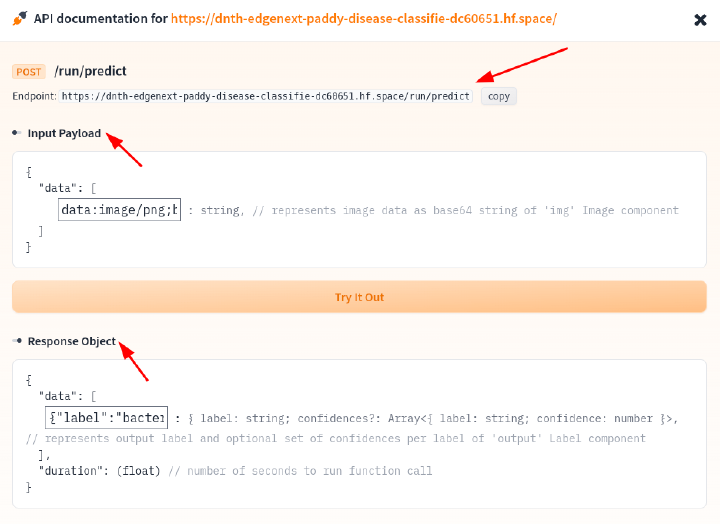 API documentation for https://dnth-edgenext-paddy-disease-classifie-dc60651.hf.space/
POST /run/predict
Endpoint: https://dnth-edgenext-paddy-disease-classifie-dc60651.hf.space/run/predict copy
Input Payload
{
"data": [
data:image/png;b : string, // represents image data as base64 string of 'img' Image component
]
}
Try It Out
Response Object
{
"data": [
{"label":"bacter : { label: string; confidences?: Array<{ label: string; confidence: number }>,
// represents output label and optional set of confidences per label of 'output' Label component
],
"duration": (float) // number of seconds to run function call
}